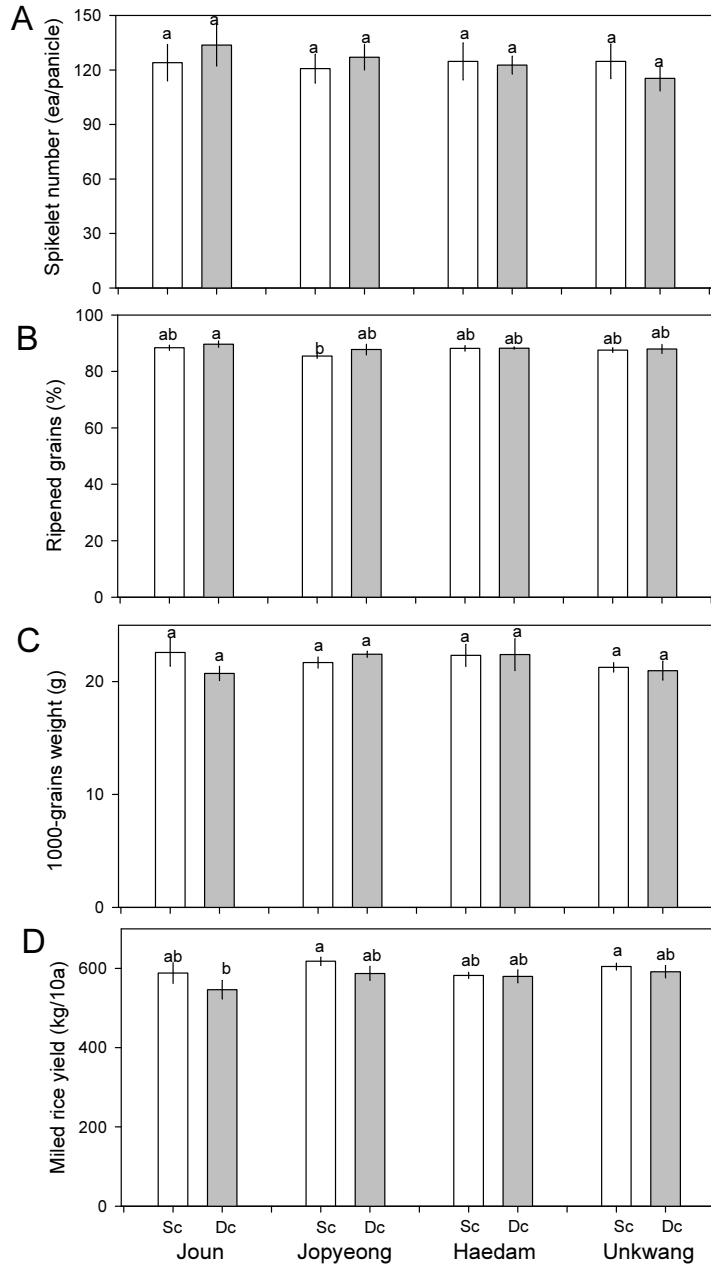 A
Spikelet number (ea/panicle)
150
120
90
60
30
0
a a a a a a a a
B
Ripened grains (%)
100
80
60
40
20
0
ab a b ab ab ab ab ab
C
1000-grains weight (g)
20
10
0
a a a a a a a a
D
Miled rice yield (kg/10a)
600
400
200
0
ab b a ab ab ab a ab
Sc Dc Sc Dc Sc Dc Sc Dc
Joun Jopyeong Haedam Unkwang